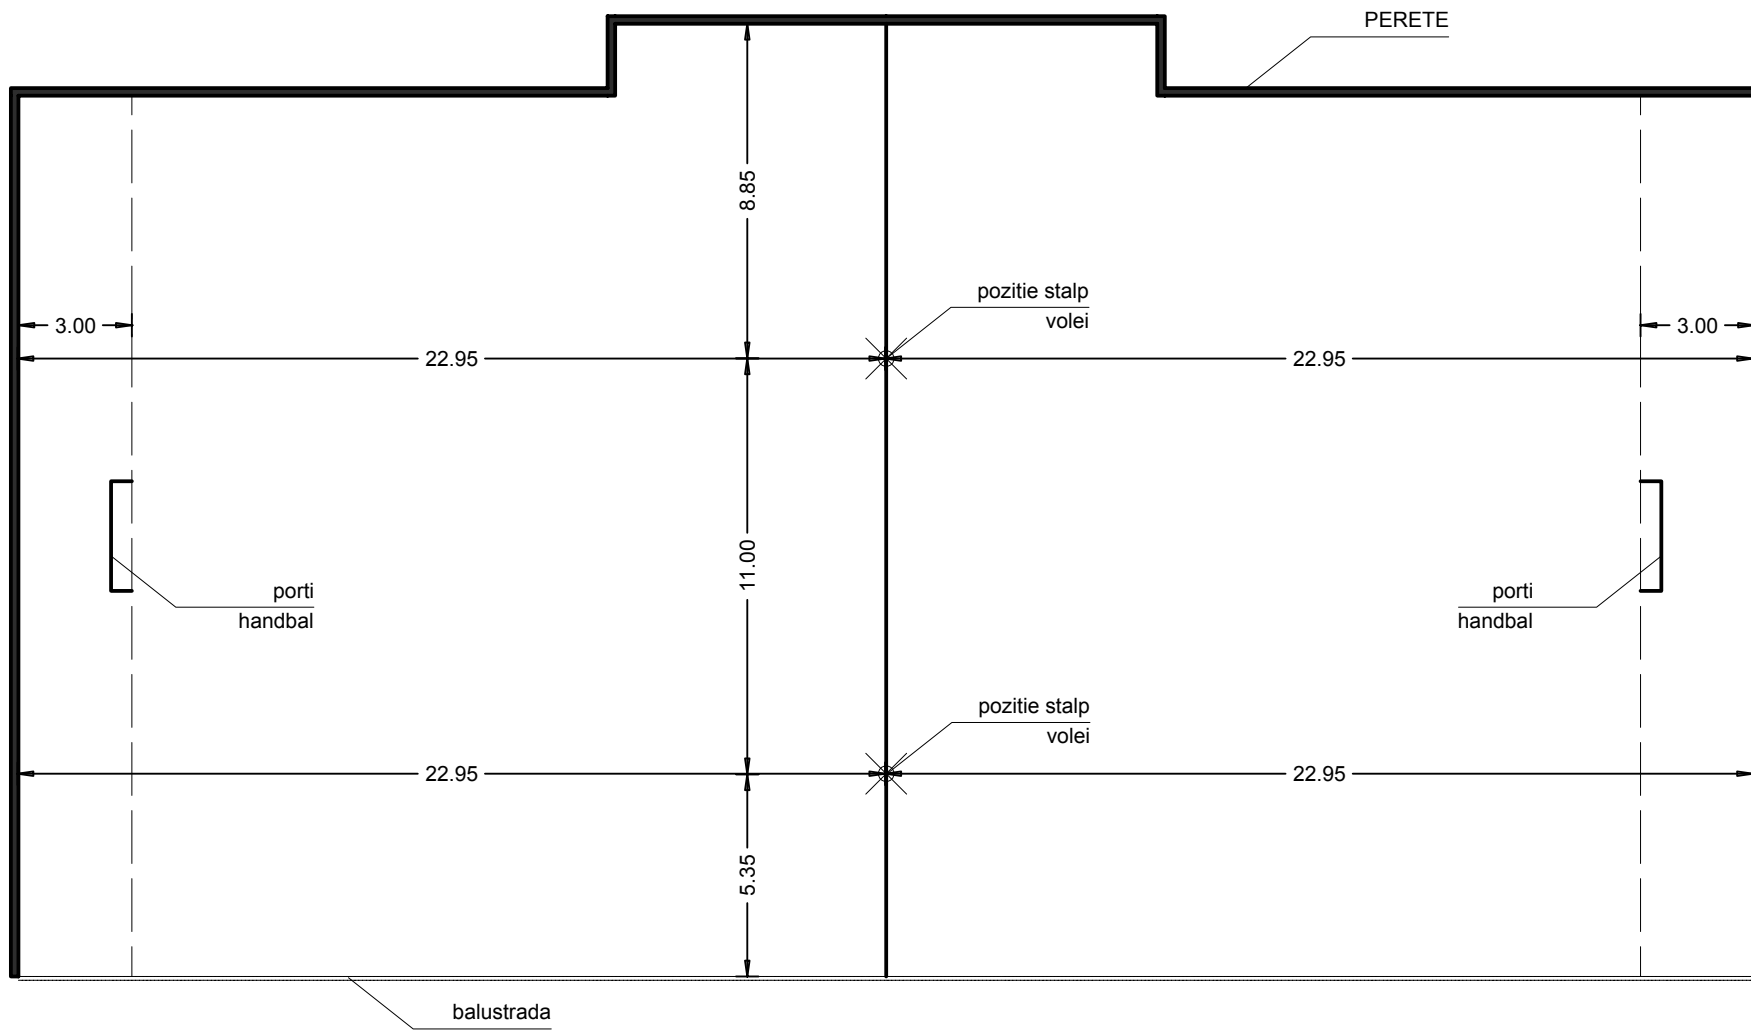 PERETE
8.85
pozitie stalp
volei
3.00
3.00
22.95
22.95
11.00
porti
handbal
porti
handbal
pozitie stalp
volei
22.95
22.95
5.35
balustrada